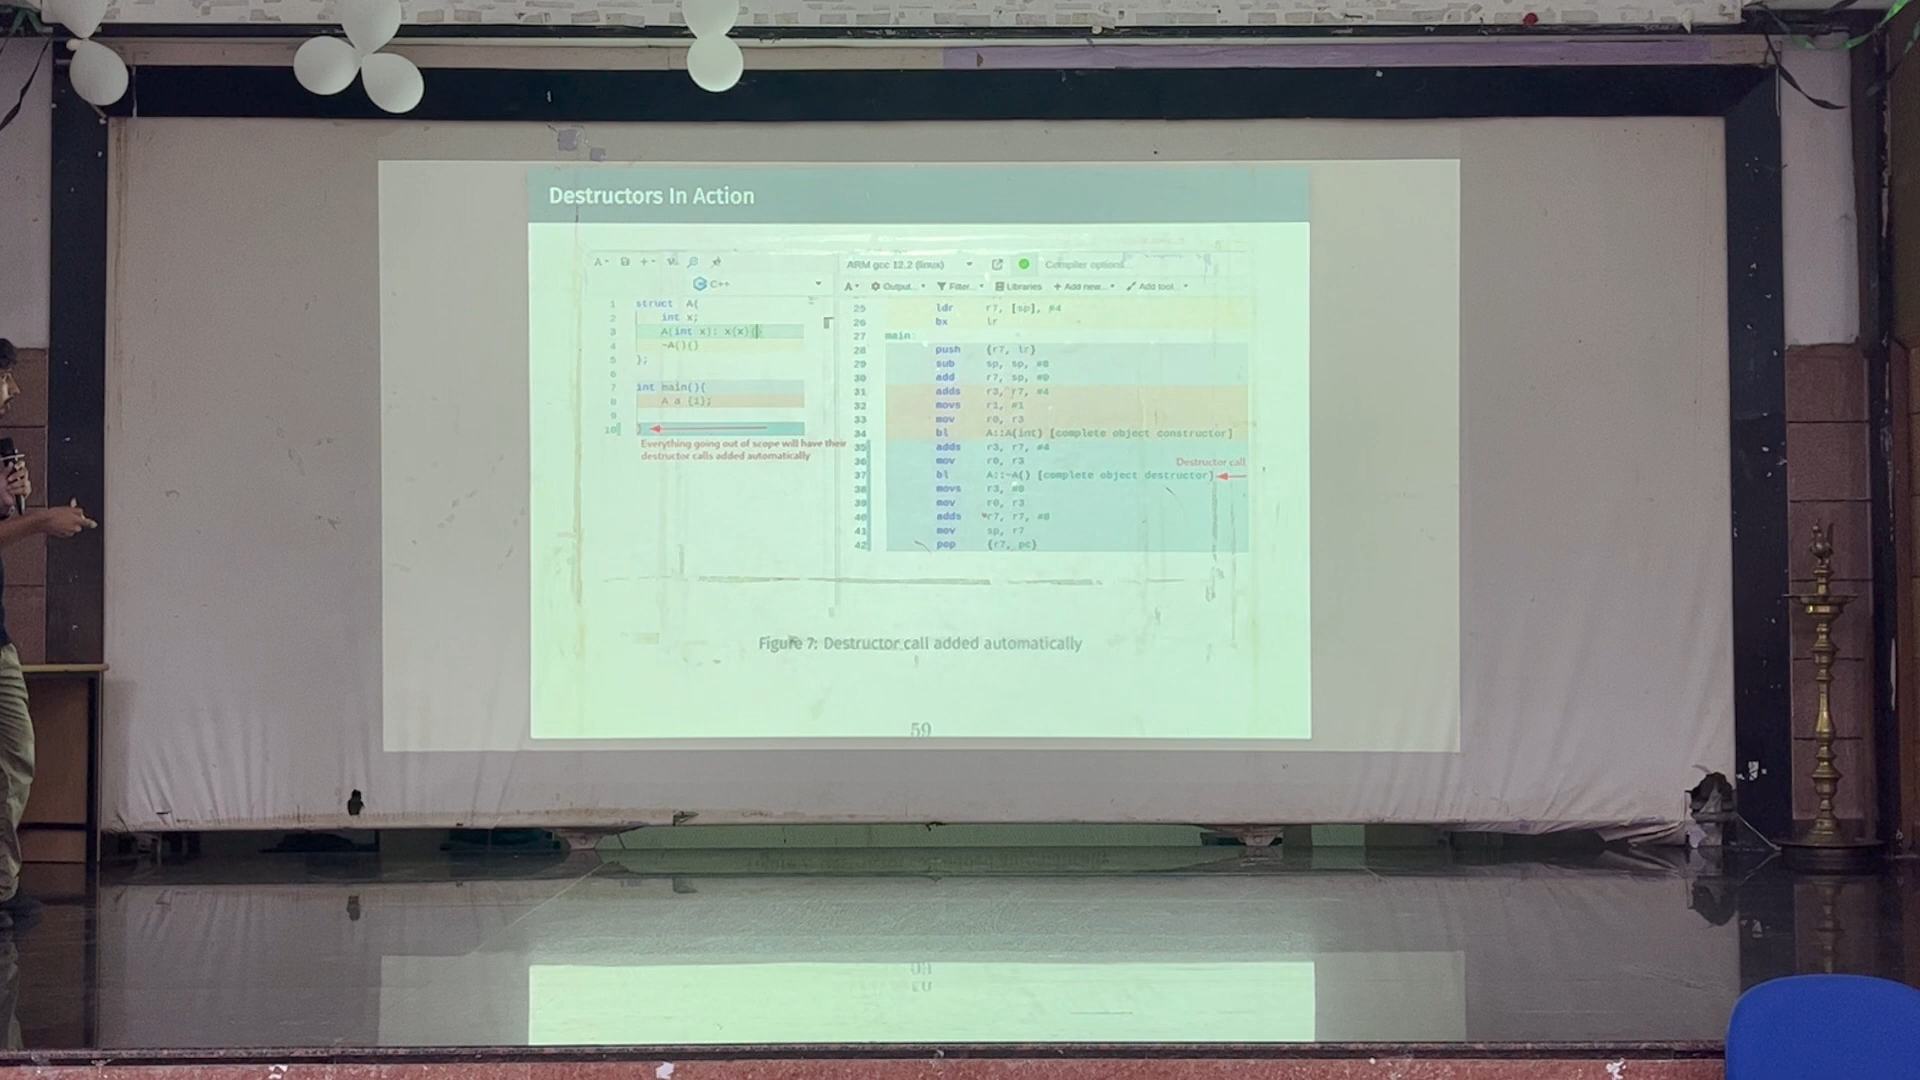 Destructors In Action
A
C++
1 struct A{
2 int x;
3 A(int x): x(x){}
4 ~A(){}
5 };
6
7 int main(){
8 A a {1};
9
10 }
Everything going out of scope will have their
destructor calls added automatically
ARM gcc 12.2 (linux) Compiler options...
A Output... Filter... Libraries + Add new... Add tool...
25 ldr r7, [sp], #4
26 bx lr
27 main:
28 push {r7, lr}
29 sub sp, sp, #8
30 add r7, sp, #0
31 adds r3, r7, #4
32 movs r1, #1
33 mov r0, r3
34 bl A::A(int) [complete object constructor]
35 adds r3, r7, #4
36 mov r0, r3
Destructor call
37 bl A::~A() [complete object destructor]
38 movs r3, #0
39 mov r0, r3
40 adds r7, r7, #8
41 mov sp, r7
42 pop {r7, pc}
Figure 7: Destructor call added automatically
59